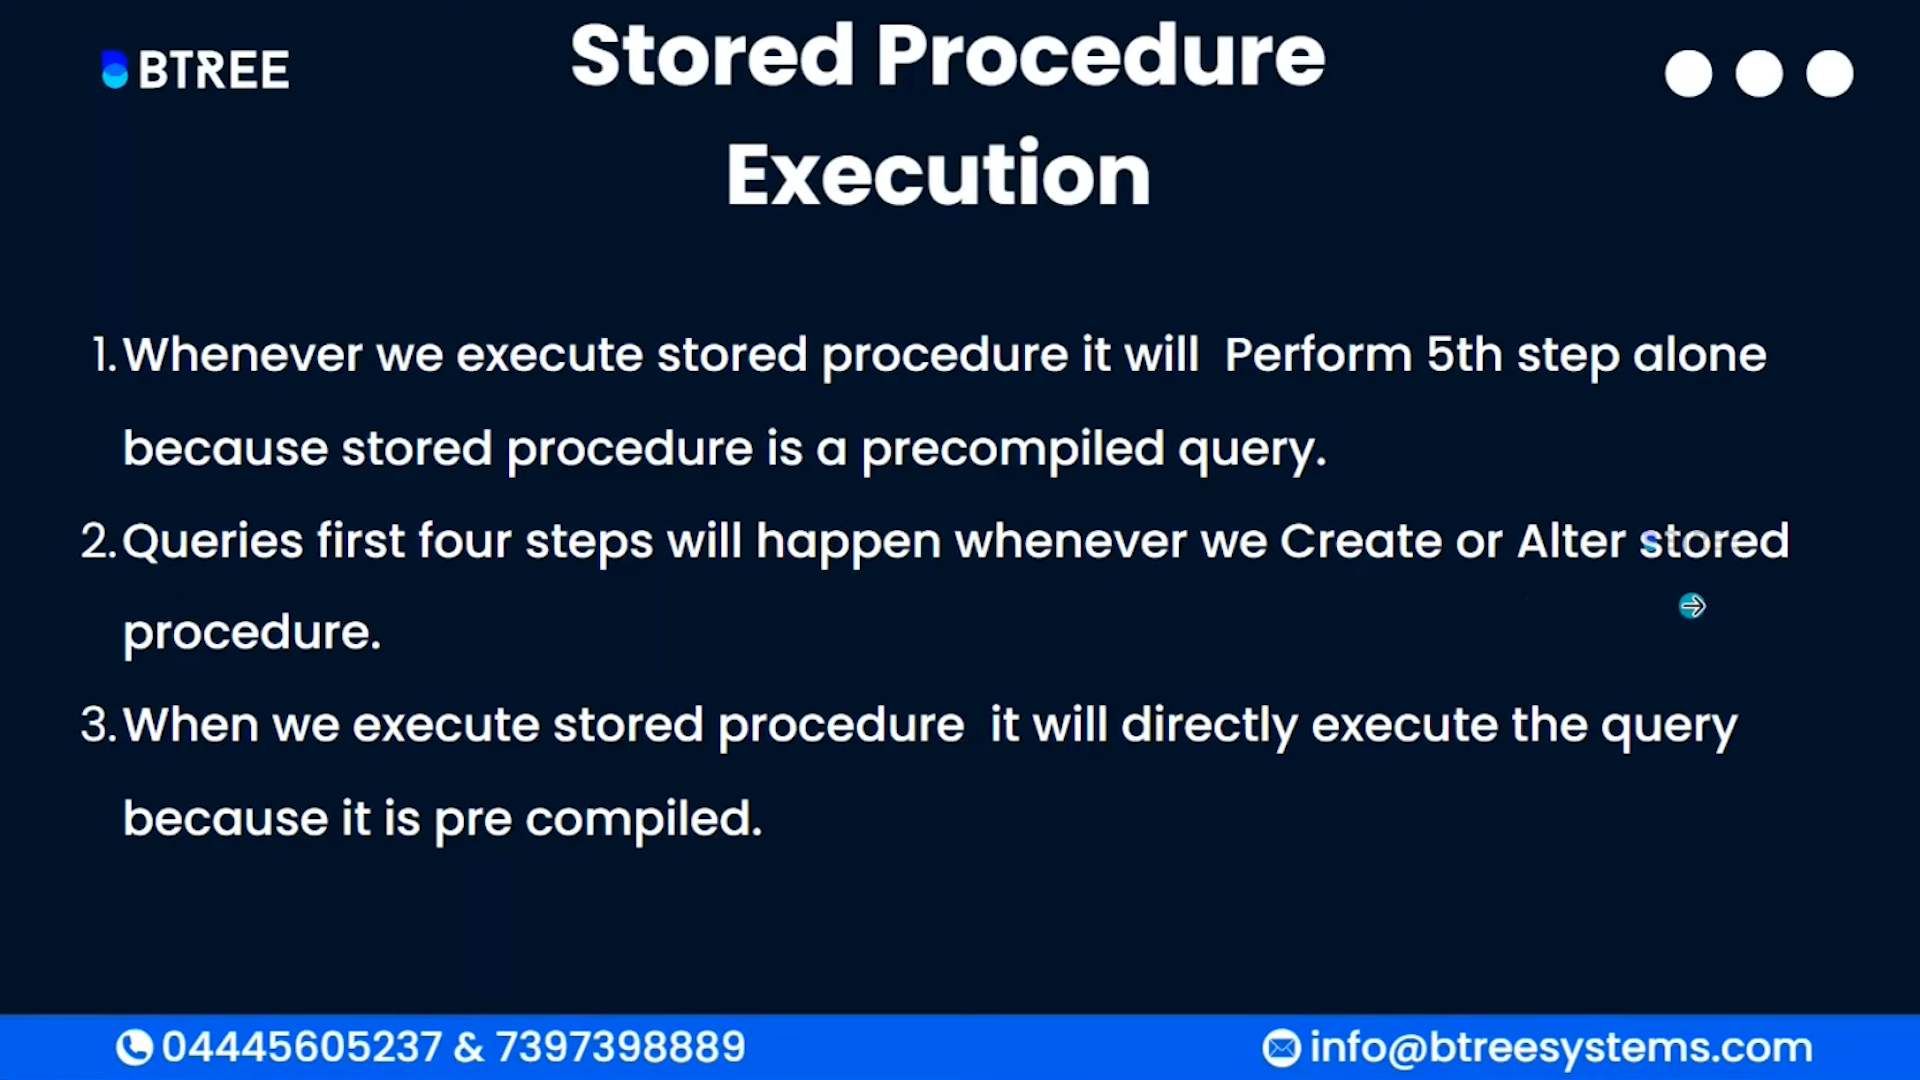 BTREE
Stored Procedure
Execution
1. Whenever we execute stored procedure it will Perform 5th step alone
because stored procedure is a precompiled query.
2. Queries first four steps will happen whenever we Create or Alter stored
procedure.
3. When we execute stored procedure it will directly execute the query
because it is pre compiled.
04445605237 & 7397398889
info@btreesystems.com